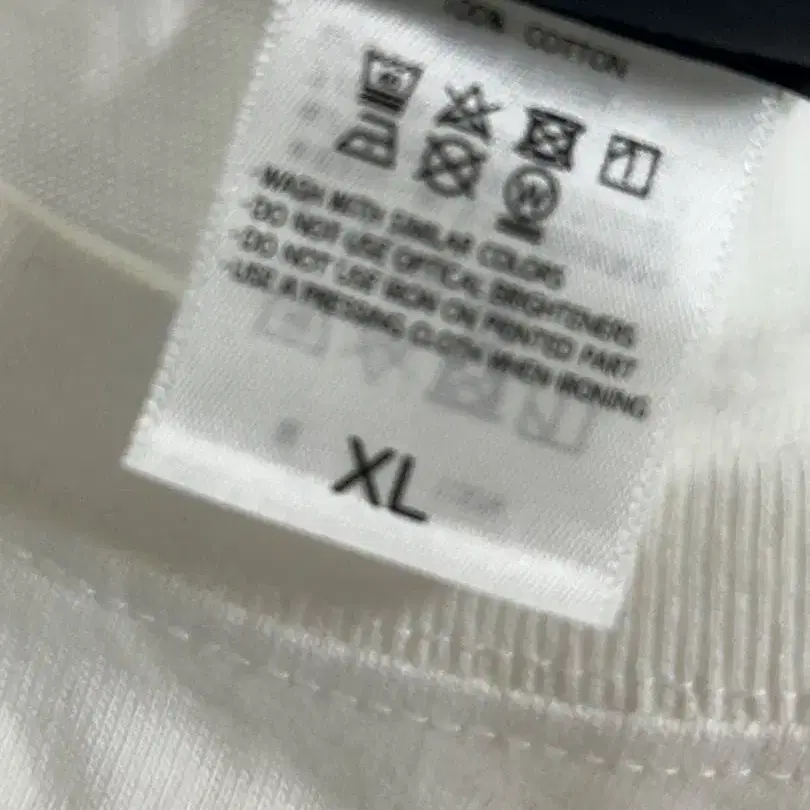 100% COTTON
-WASH WITH SIMILAR COLORS
-DO NOT USE OPTICAL BRIGHTENERS
-DO NOT USE IRON ON PRINTED PART
-USE A PRESSING CLOTH WHEN IRONING
XL